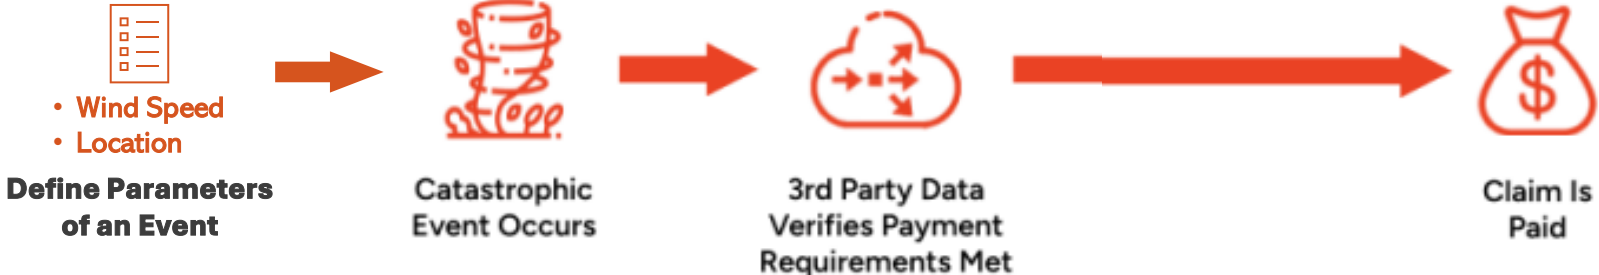 • Wind Speed
• Location
Define Parameters
of an Event
Catastrophic
Event Occurs
3rd Party Data
Verifies Payment
Requirements Met
$
Claim Is
Paid